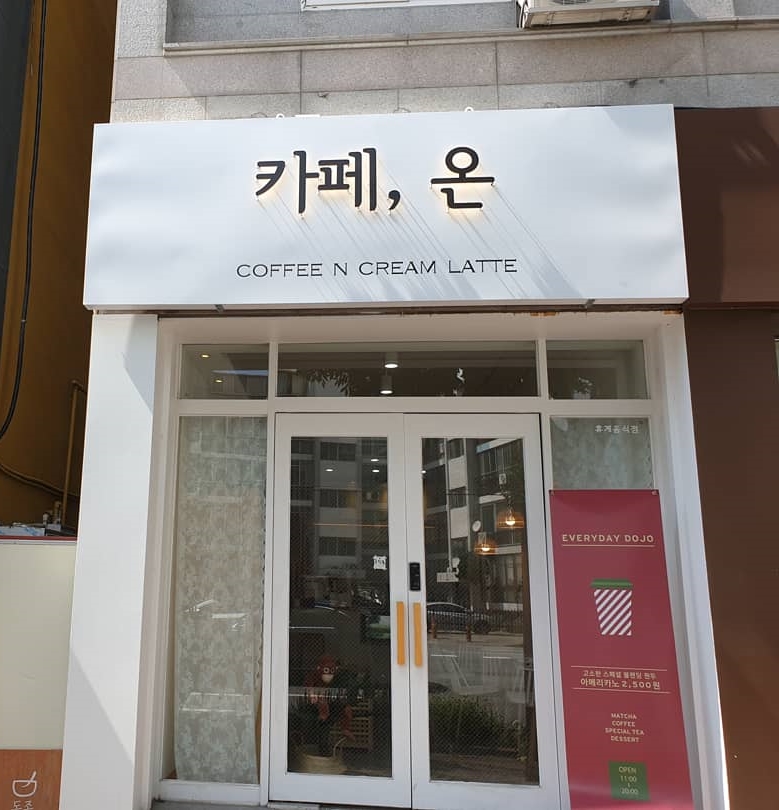 카페, 온
COFFEE N CREAM LATTE
휴게음식점
EVERYDAY DOJO
고소한 스페셜 블렌딩 원두
아메리카노 2,500원
MATCHA
COFFEE
SPECIAL TEA
DESSERT
OPEN
11:00
20:00
도조